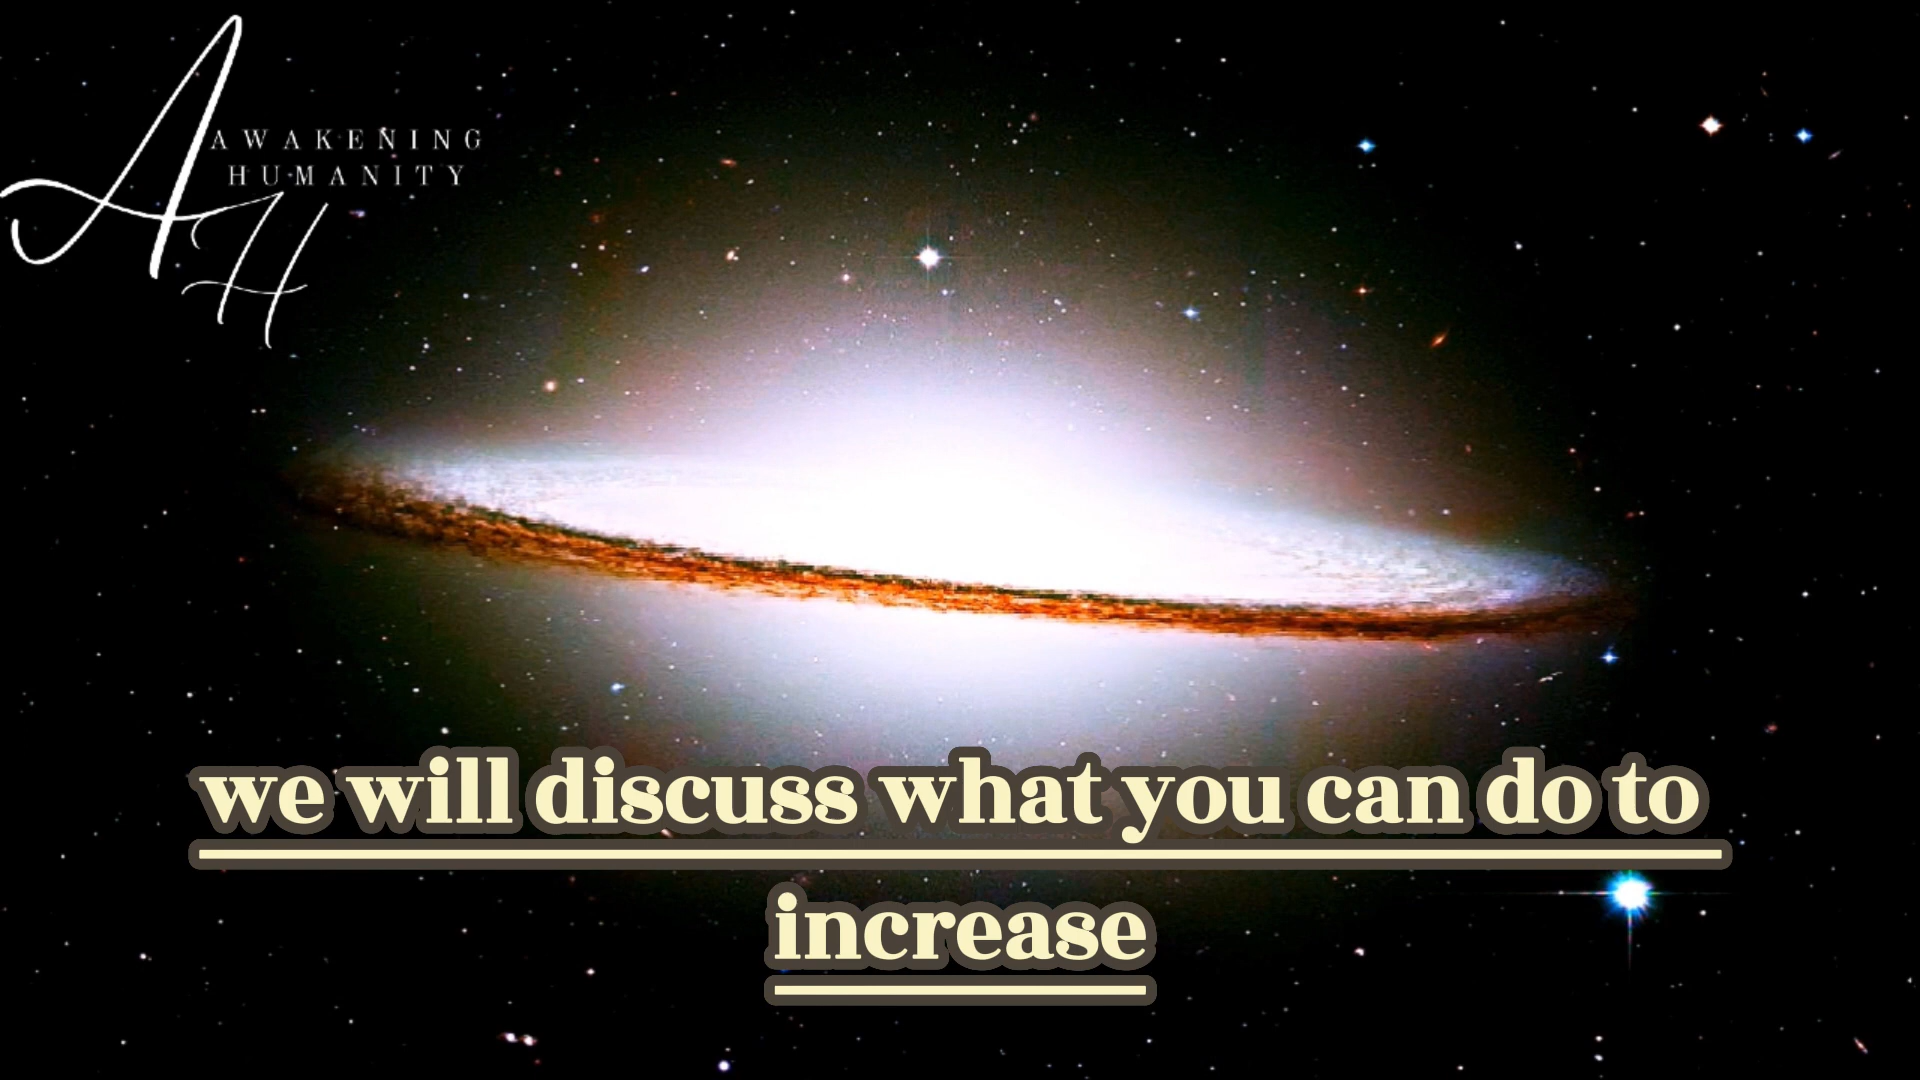 AWAKENING
HUMANITY
AH
we will discuss what you can do to
increase